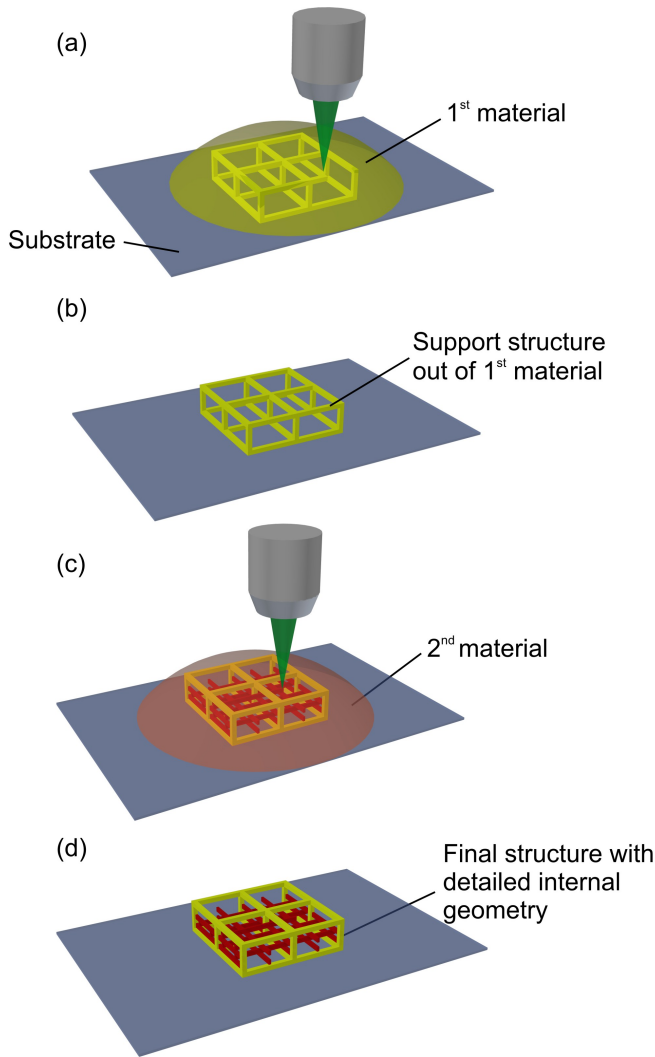 (a)
1st material
Substrate
(b)
Support structure
out of 1st material
(c)
2nd material
(d)
Final structure with
detailed internal
geometry